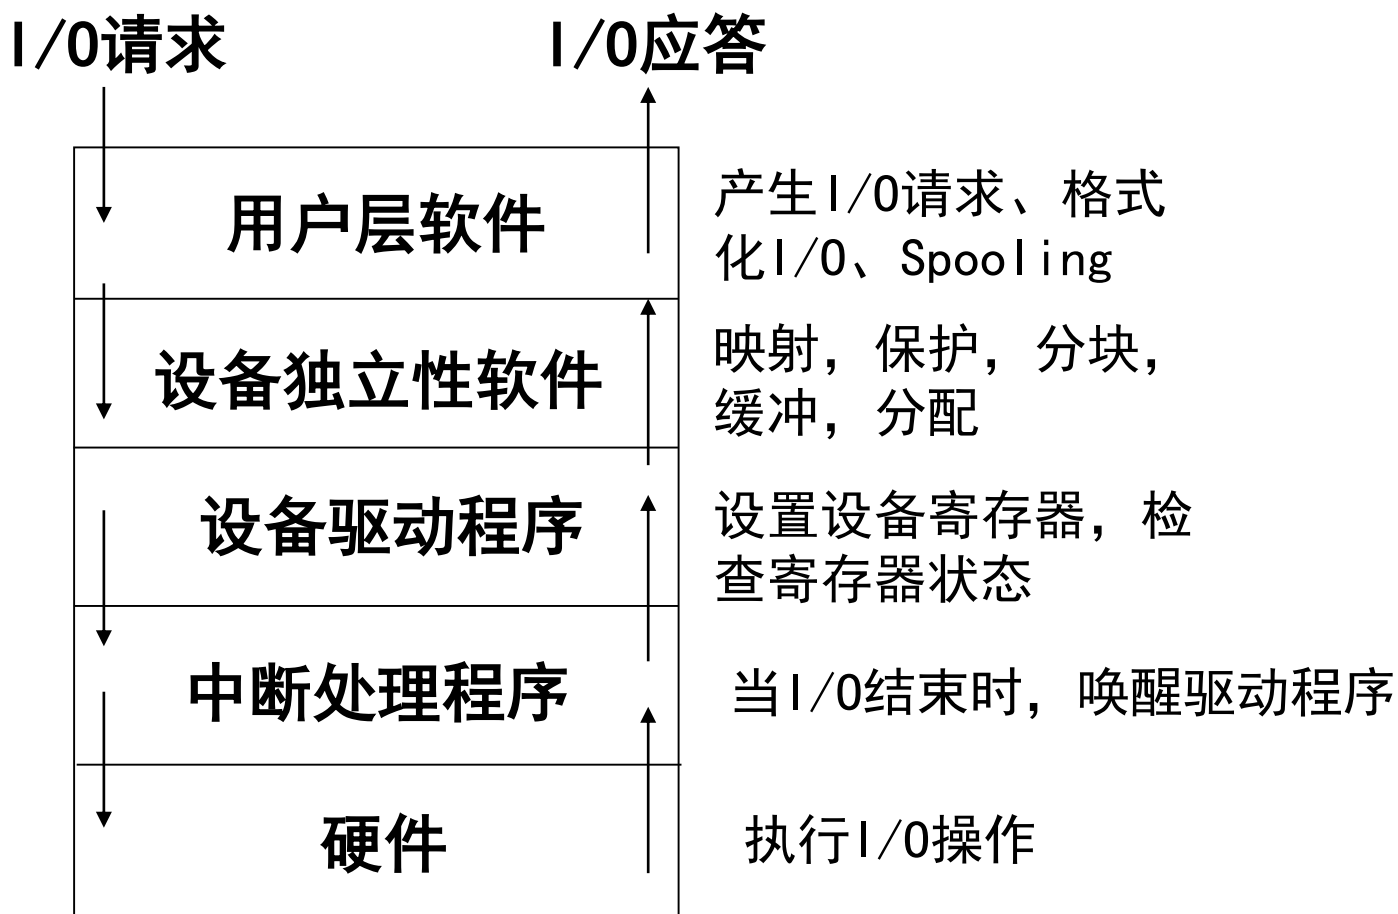 I/O请求 I/O应答
用户层软件
产生I/O请求、格式
化I/O、Spooling
设备独立性软件
映射，保护，分块，
缓冲，分配
设备驱动程序
设置设备寄存器，检
查寄存器状态
中断处理程序
当I/O结束时，唤醒驱动程序
硬件
执行I/O操作